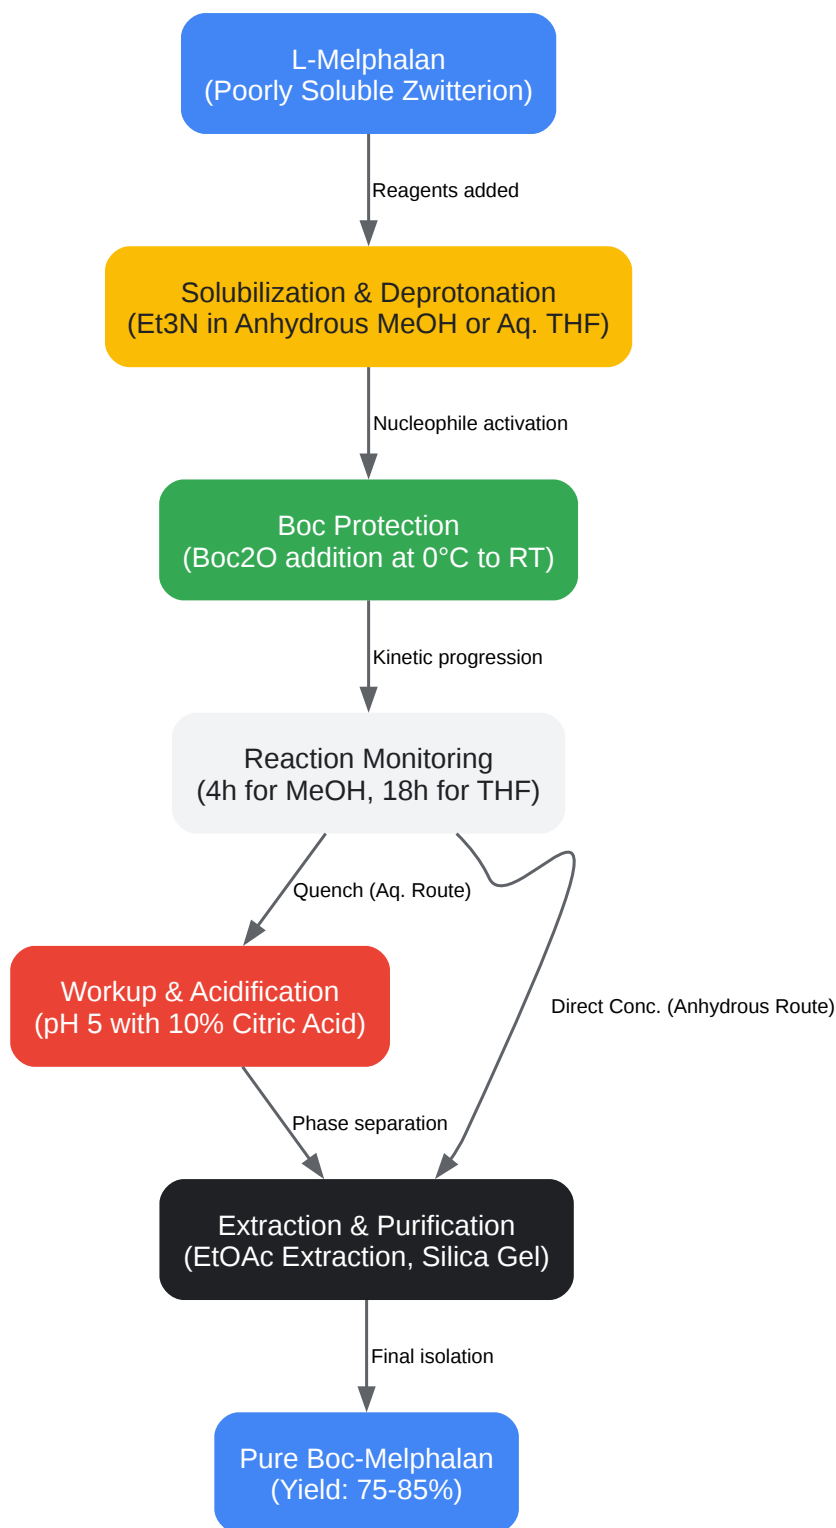 L-Melphalan
(Poorly Soluble Zwitterion)
Reagents added
Solubilization & Deprotonation
(Et3N in Anhydrous MeOH or Aq. THF)
Nucleophile activation
Boc Protection
(Boc2O addition at 0°C to RT)
Kinetic progression
Reaction Monitoring
(4h for MeOH, 18h for THF)
Quench (Aq. Route)
Workup & Acidification
(pH 5 with 10% Citric Acid)
Direct Conc. (Anhydrous Route)
Phase separation
Extraction & Purification
(EtOAc Extraction, Silica Gel)
Final isolation
Pure Boc-Melphalan
(Yield: 75-85%)